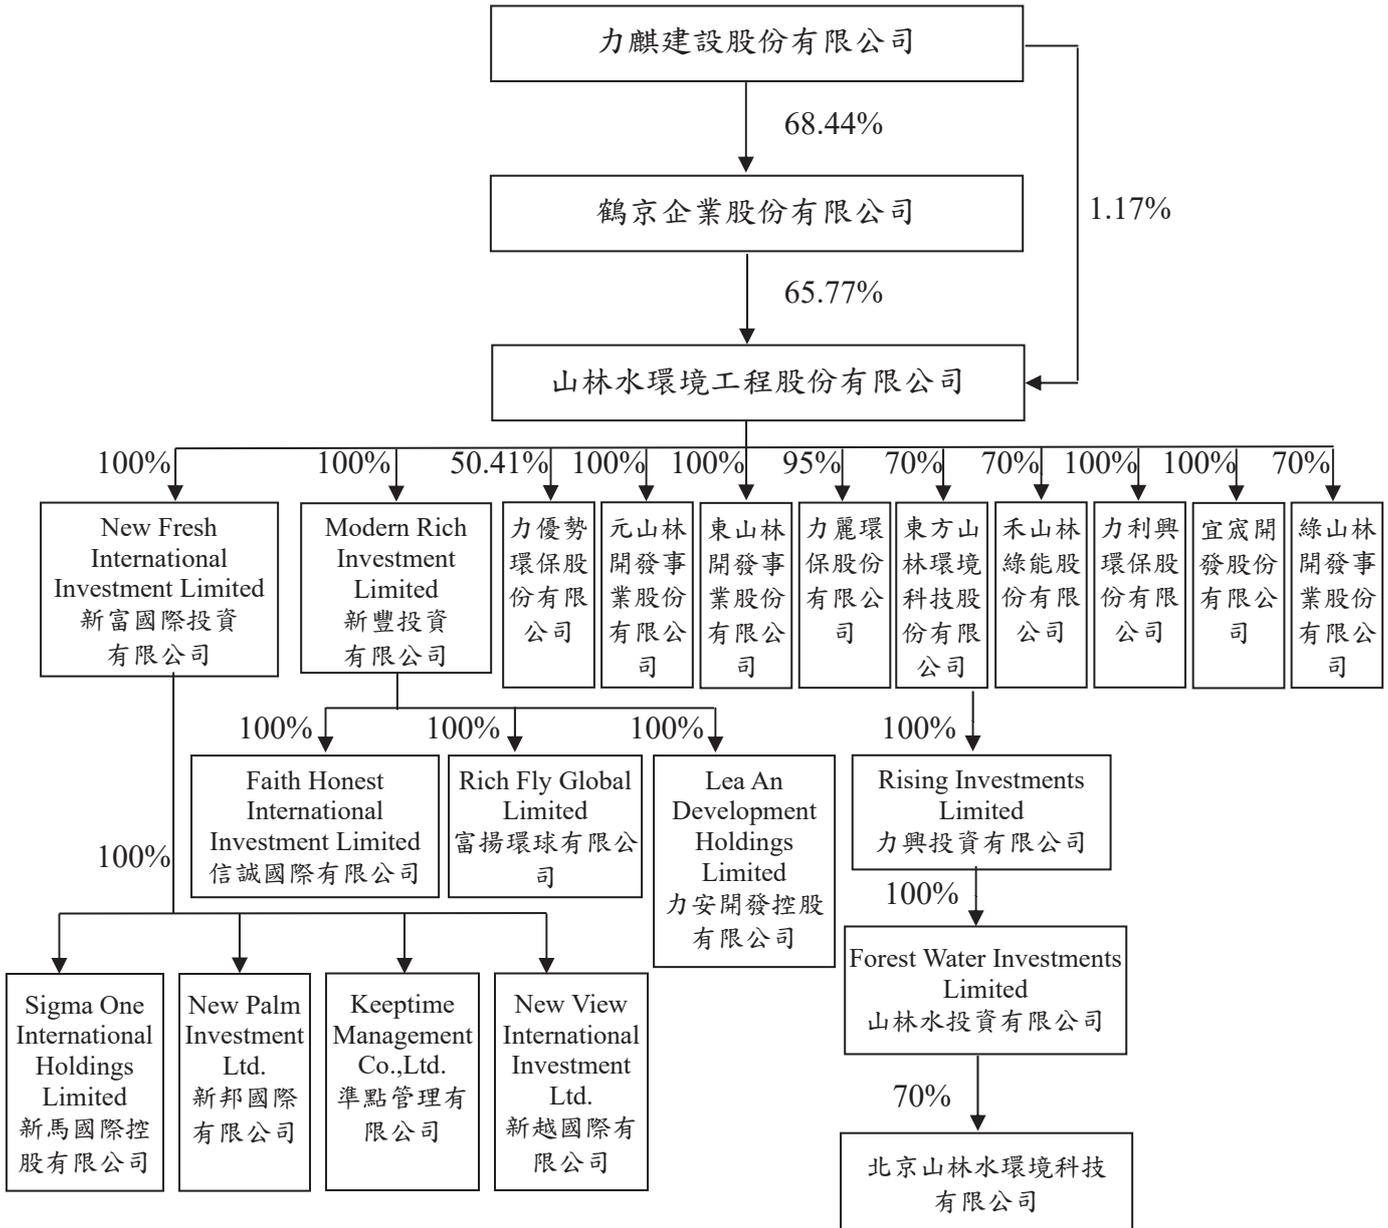 力麒建設股份有限公司
68.44%
鶴京企業股份有限公司
1.17%
65.77%
山林水環境工程股份有限公司
100%
100%
50.41%
100%
100%
95%
70%
70%
100%
100%
70%
New Fresh
International
Investment Limited
新富國際投資
有限公司
Modern Rich
Investment
Limited
新豐投資
有限公司
力優勢
環保股
份有限
公司
元山林
開發事
業股份
有限公
司
東山林
開發事
業股份
有限公
司
力麗環
保股份
有限公
司
東方山
林環境
科技股
份有限
公司
禾山林
綠能股
份有限
公司
力利興
環保股
份有限
公司
宜宬開
發股份
有限公
司
綠山林
開發事
業股份
有限公
司
100%
100%
100%
100%
Faith Honest
International
Investment Limited
信誠國際有限公司
Rich Fly Global
Limited
富揚環球有限公
司
Lea An
Development
Holdings
Limited
力安開發控股
有限公司
Rising Investments
Limited
力興投資有限公司
100%
100%
Forest Water Investments
Limited
山林水投資有限公司
Sigma One
International
Holdings
Limited
新馬國際控
股有限公司
New Palm
Investment
Ltd.
新邦國際
有限公司
Keeptime
Management
Co.,Ltd.
準點管理有
限公司
New View
International
Investment
Ltd.
新越國際有
限公司
70%
北京山林水環境科技
有限公司